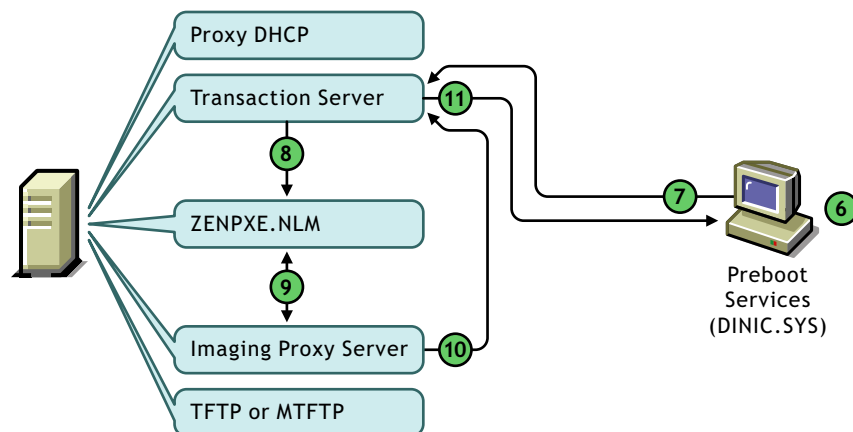 Proxy DHCP
Transaction Server
11
8
7
6
ZENPXE.NLM
9
Preboot
Services
(DINIC.SYS)
Imaging Proxy Server
10
TFTP or MTFTP